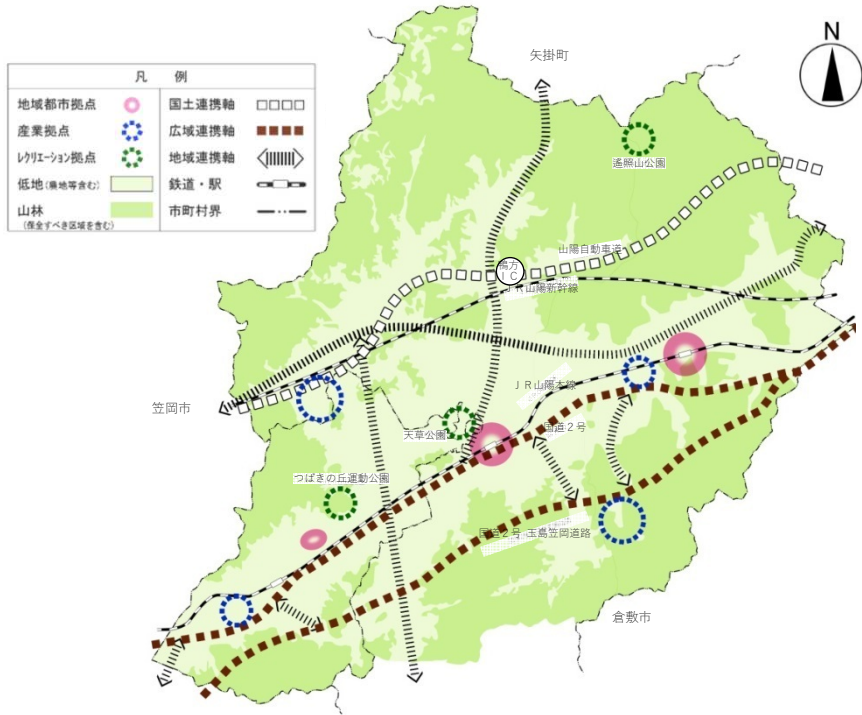 矢掛町
N
凡 例
地域都市拠点
国土連携軸
産業拠点
広域連携軸
ﾚｸﾘｴｰｼｮﾝ拠点
地域連携軸
低地(農地等含む)
鉄道・駅
山林
(保全すべき区域を含む)
市町村界
遙照山公園
山陽自動車道
鴨方
IC
JR山陽新幹線
JR山陽本線
笠岡市
天草公園
国道2号
つばきの丘運動公園
国道2号 玉島笠岡道路
倉敷市